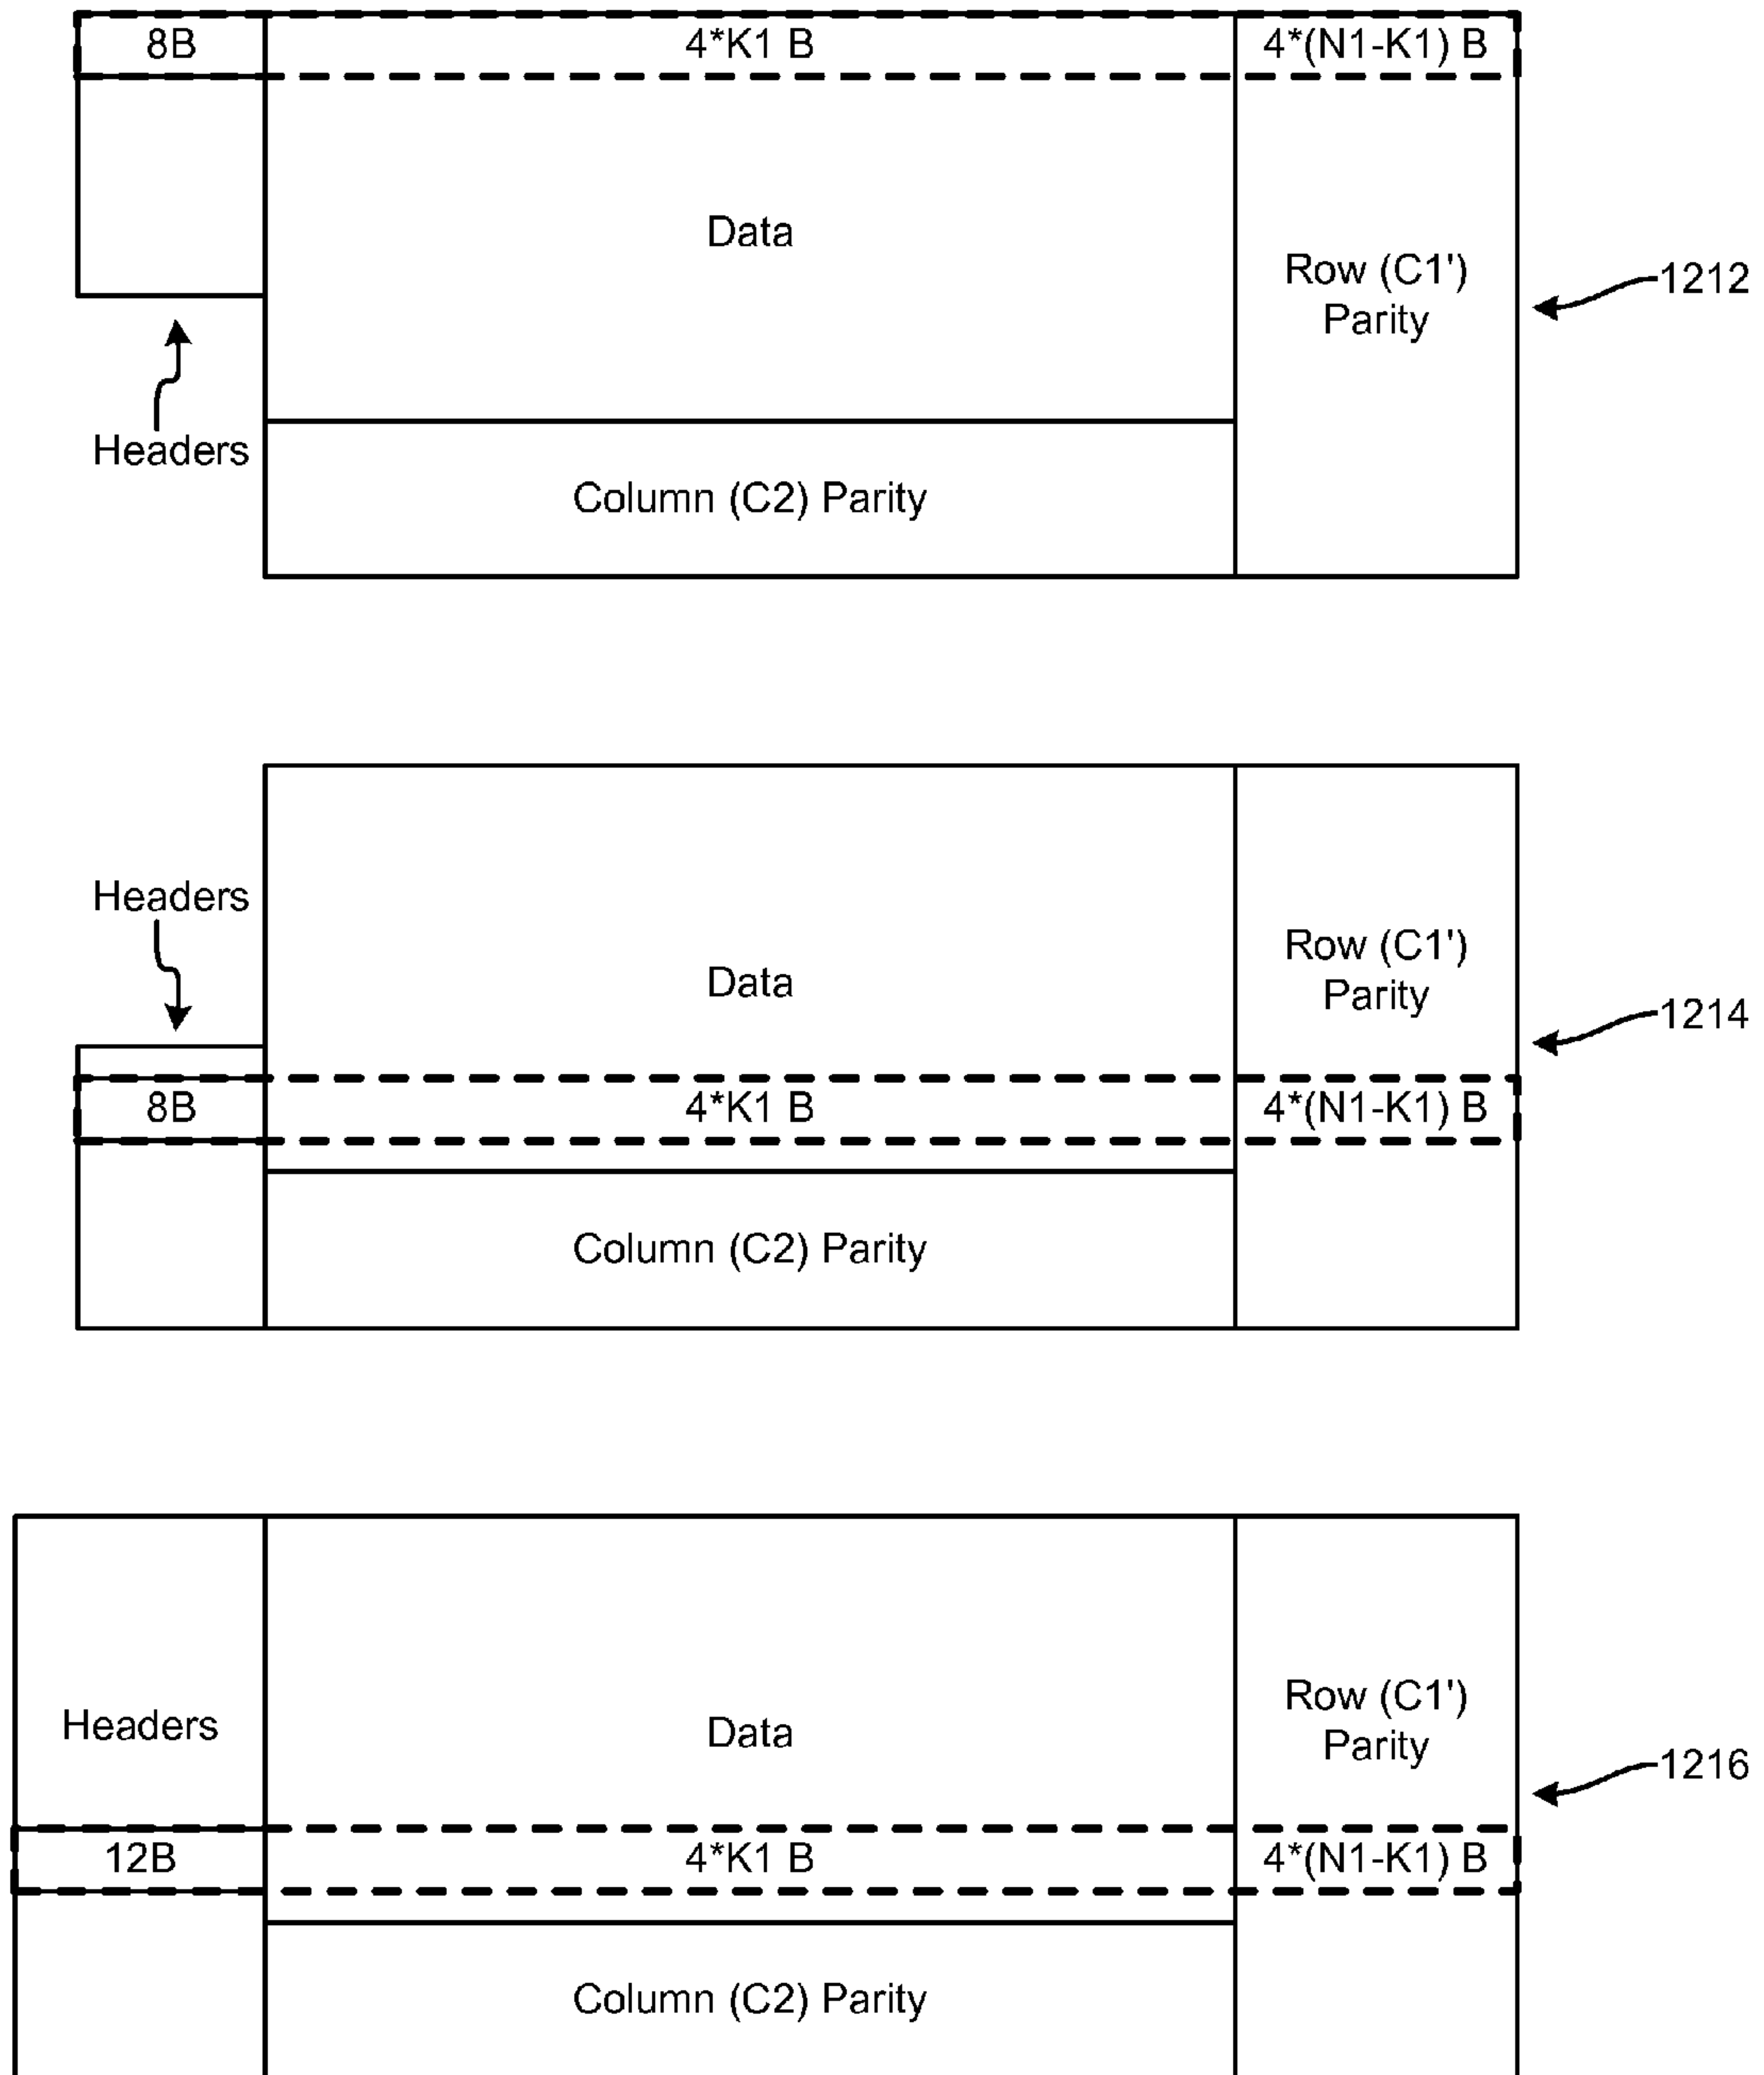 8B
4*K1 B
4*(N1-K1) B
Data
Row (C1')
Parity
1212
Headers
Column (C2) Parity
Headers
Data
Row (C1')
Parity
1214
8B
4*K1 B
4*(N1-K1) B
Column (C2) Parity
Headers
Data
Row (C1')
Parity
1216
12B
4*K1 B
4*(N1-K1) B
Column (C2) Parity